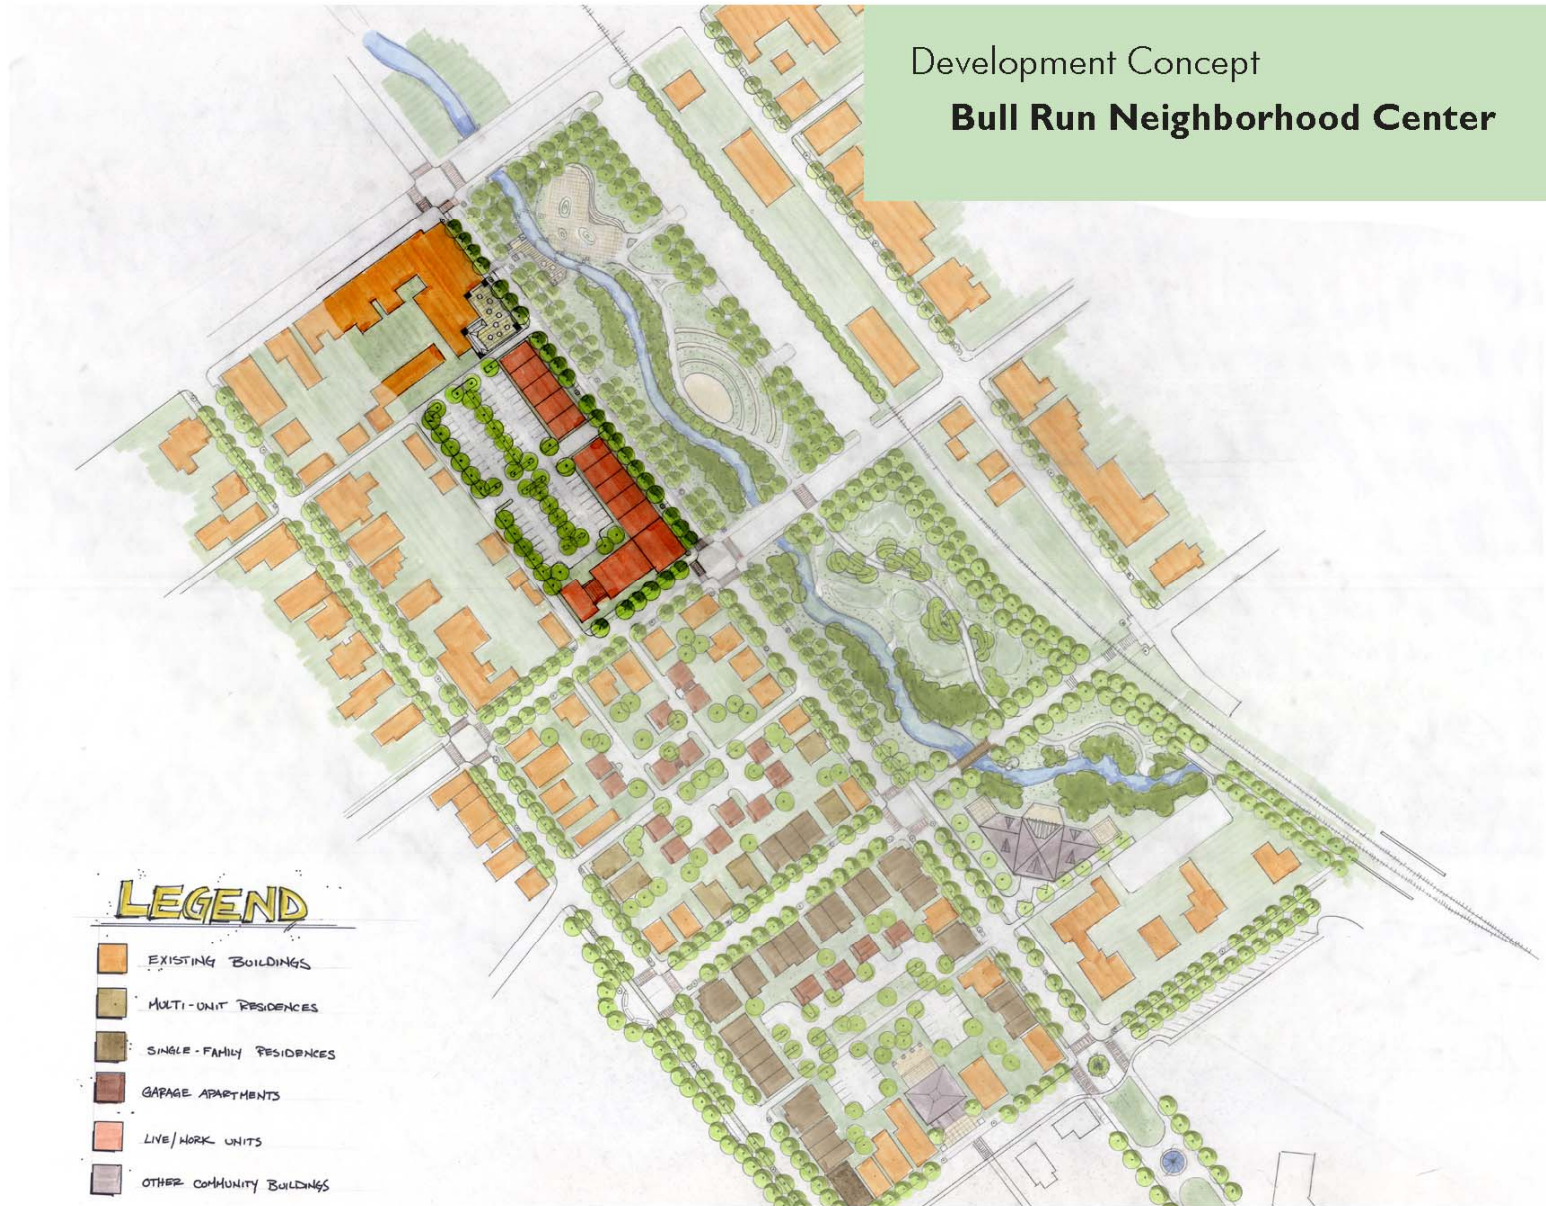 Development Concept
Bull Run Neighborhood Center
LEGEND
EXISTING BUILDINGS
MULTI-UNIT RESIDENCES
SINGLE-FAMILY RESIDENCES
GARAGE APARTMENTS
LIVE/WORK UNITS
OTHER COMMUNITY BUILDINGS